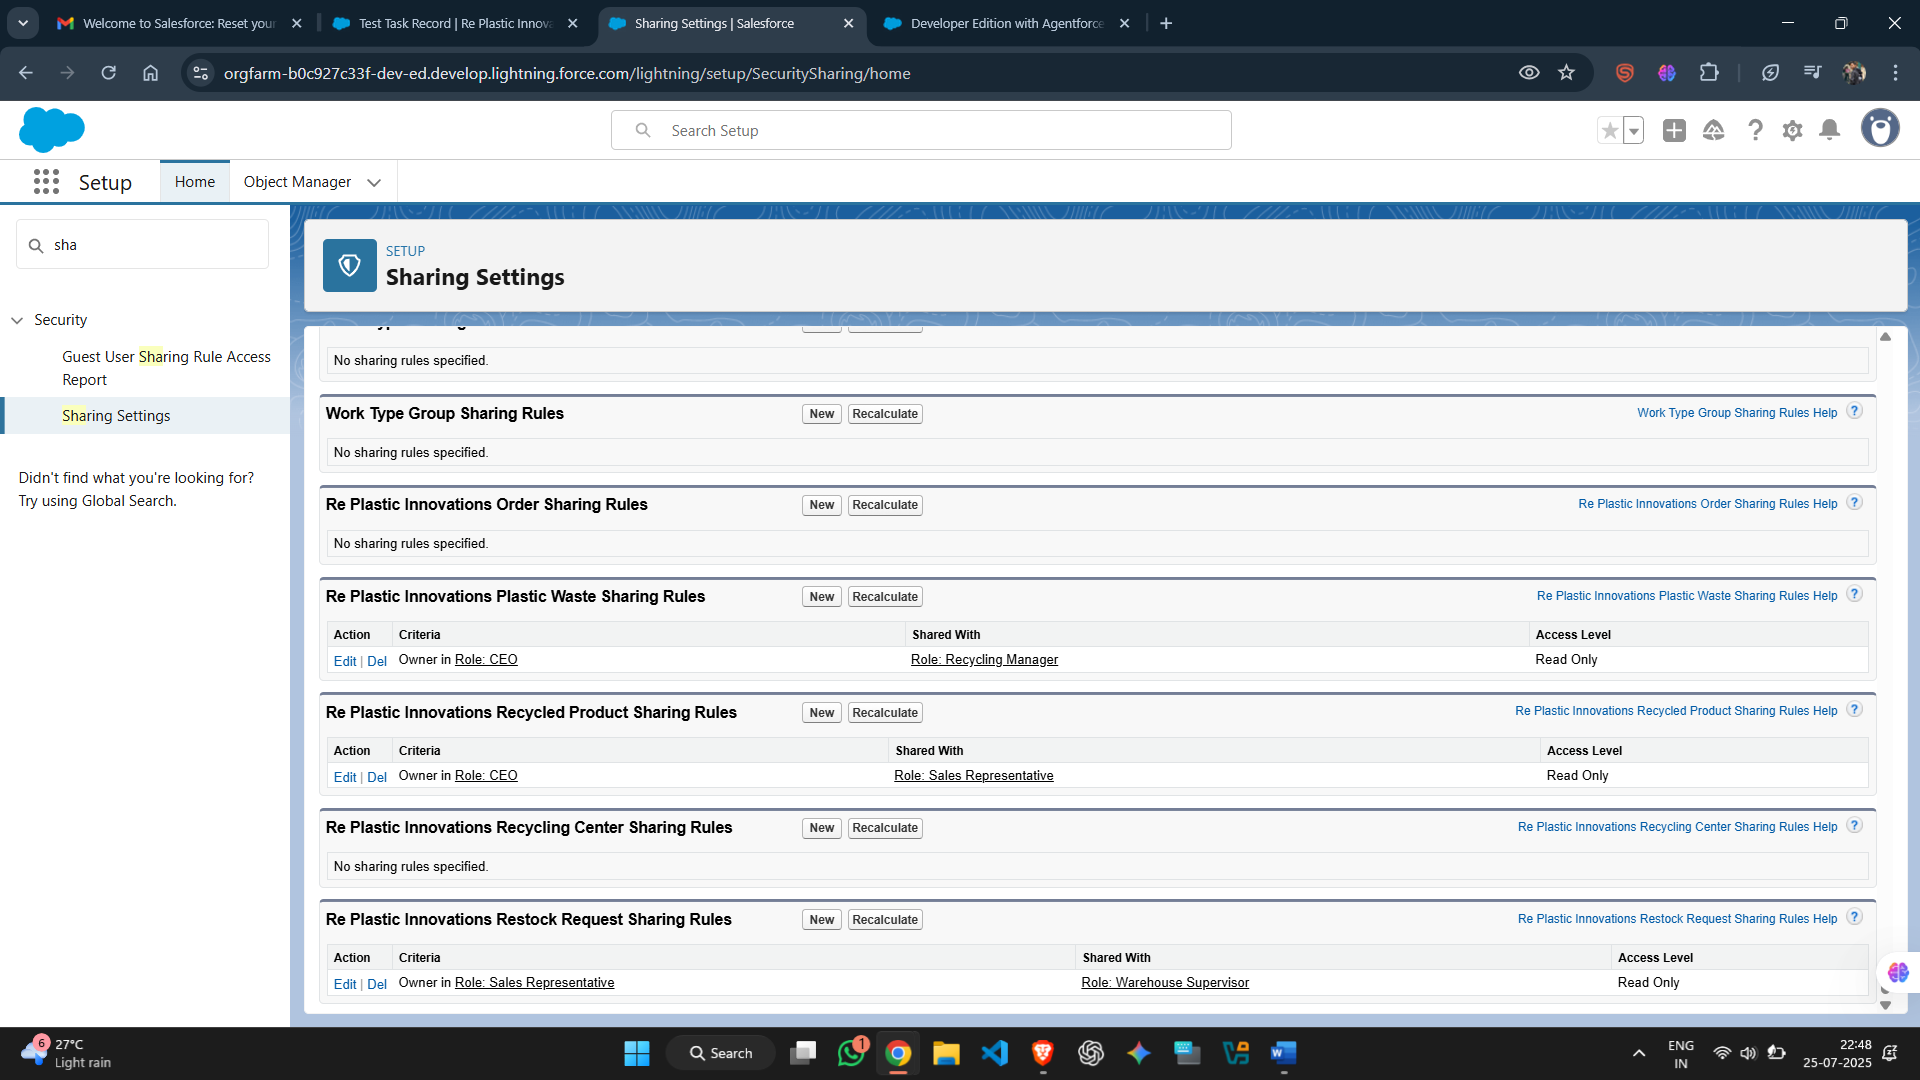 Welcome to Salesforce: Reset your
Test Task Record | Re Plastic Innova
Sharing Settings | Salesforce
Developer Edition with Agentforce
orgfarm-b0c927c33f-dev-ed.develop.lightning.force.com/lightning/setup/SecuritySharing/home
Search Setup
Setup
Home
Object Manager
sha
Security
Guest User Sharing Rule Access
Report
Sharing Settings
Didn't find what you're looking for?
Try using Global Search.
SETUP
Sharing Settings
No sharing rules specified.
Work Type Group Sharing Rules New Recalculate Work Type Group Sharing Rules Help ?
No sharing rules specified.
Re Plastic Innovations Order Sharing Rules New Recalculate Re Plastic Innovations Order Sharing Rules Help ?
No sharing rules specified.
Re Plastic Innovations Plastic Waste Sharing Rules New Recalculate Re Plastic Innovations Plastic Waste Sharing Rules Help ?
Action Criteria Shared With Access Level
Edit | Del Owner in Role: CEO Role: Recycling Manager Read Only
Re Plastic Innovations Recycled Product Sharing Rules New Recalculate Re Plastic Innovations Recycled Product Sharing Rules Help ?
Action Criteria Shared With Access Level
Edit | Del Owner in Role: CEO Role: Sales Representative Read Only
Re Plastic Innovations Recycling Center Sharing Rules New Recalculate Re Plastic Innovations Recycling Center Sharing Rules Help ?
No sharing rules specified.
Re Plastic Innovations Restock Request Sharing Rules New Recalculate Re Plastic Innovations Restock Request Sharing Rules Help ?
Action Criteria Shared With Access Level
Edit | Del Owner in Role: Sales Representative Role: Warehouse Supervisor Read Only
6
27°C
Light rain
Search
1
ENG
IN
22:48
25-07-2025